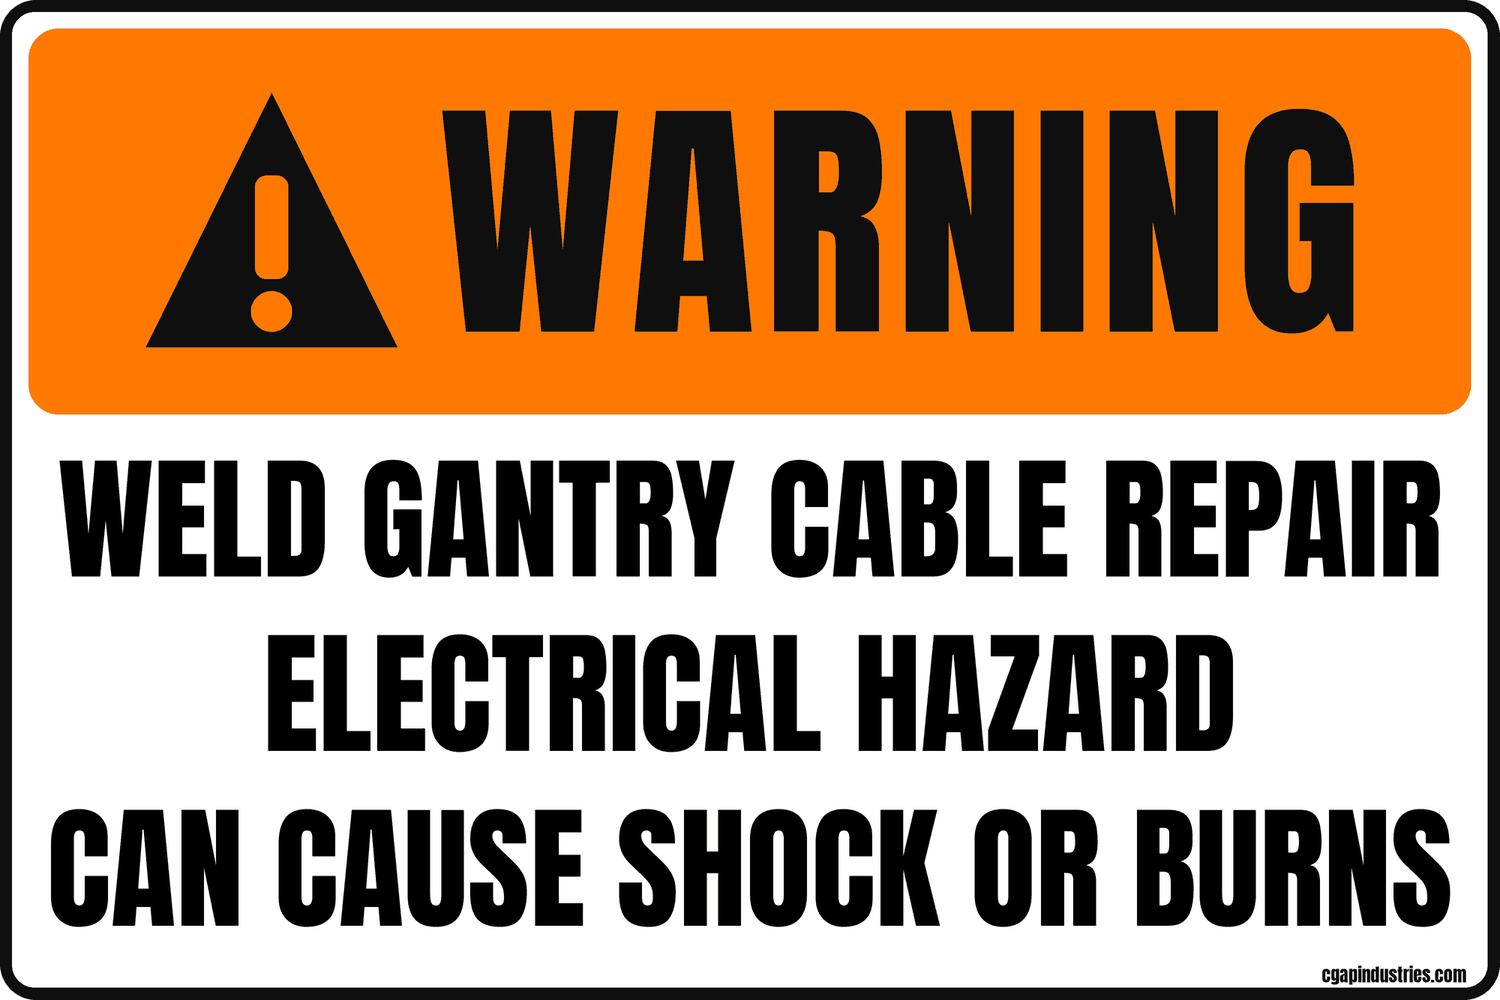 WARNING
WELD GANTRY CABLE REPAIR
ELECTRICAL HAZARD
CAN CAUSE SHOCK OR BURNS
cgapindustries.com